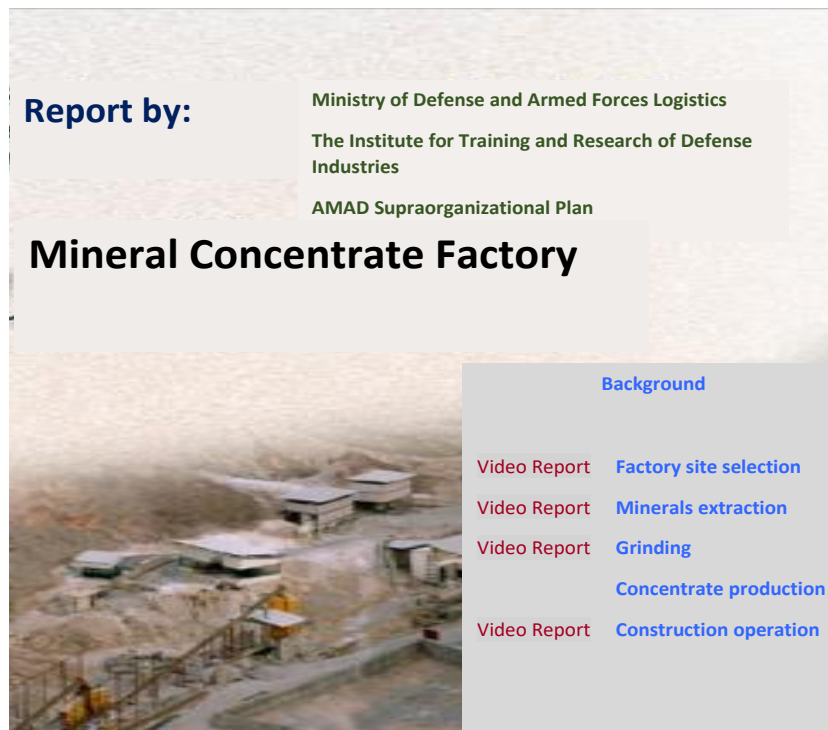 Report by:
Ministry of Defense and Armed Forces Logistics
The Institute for Training and Research of Defense
Industries
AMAD Supraorganizational Plan
Mineral Concentrate Factory
Background
Video Report Factory site selection
Video Report Minerals extraction
Video Report Grinding
Concentrate production
Video Report Construction operation